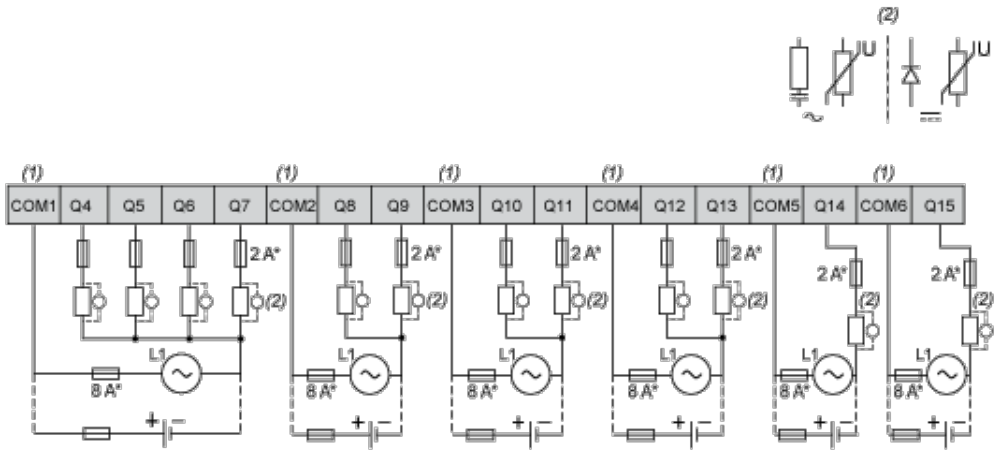 (2)
IU IU
(1) (1) (1) (1) (1) (1)
COM1 Q4 Q5 Q6 Q7 COM2 Q8 Q9 COM3 Q10 Q11 COM4 Q12 Q13 COM5 Q14 COM6 Q15
2 A* 2 A* 2 A* 2 A* 2 A* 2 A*
(2) (2) (2) (2) (2) (2)
L1 L1 L1 L1 L1 L1
8 A* 8 A* 8 A* 8 A* 8 A* 8 A*
+ − + − + − + − + − + −